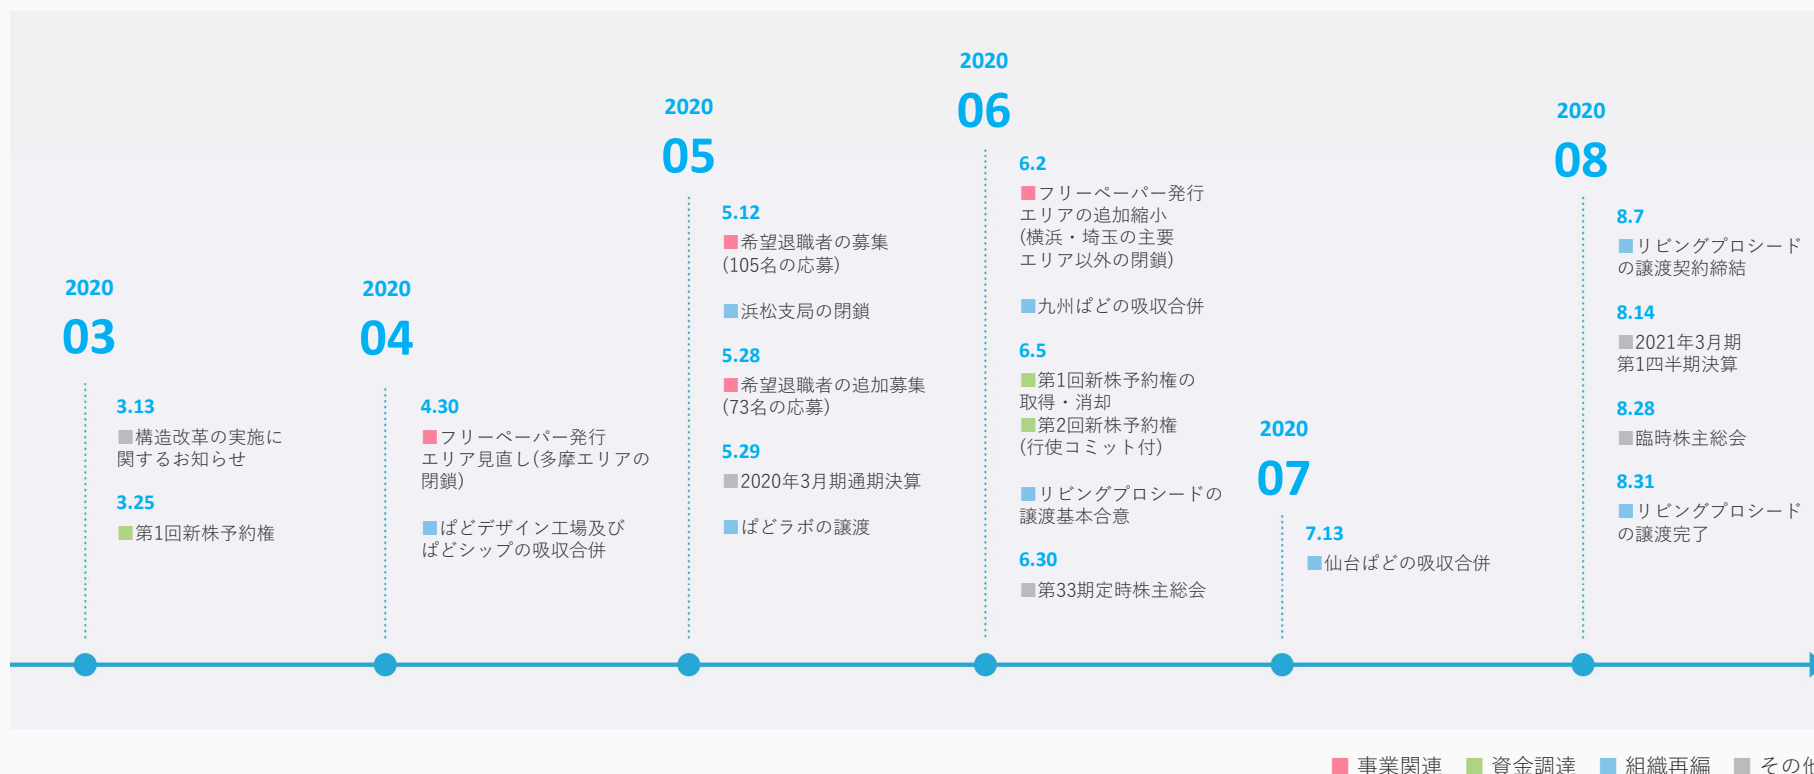 2020
03
3.13
■構造改革の実施に
関するお知らせ
3.25
■第1回新株予約権
2020
04
4.30
■フリーペーパー発行
エリア見直し(多摩エリアの
閉鎖)
■ぱどデザイン工場及び
ぱどシップの吸収合併
2020
05
5.12
■希望退職者の募集
(105名の応募)
■浜松支局の閉鎖
5.28
■希望退職者の追加募集
(73名の応募)
5.29
■2020年3月期通期決算
■ぱどラボの譲渡
2020
06
6.2
■フリーペーパー発行
エリアの追加縮小
(横浜・埼玉の主要
エリア以外の閉鎖)
■九州ぱどの吸収合併
6.5
■第1回新株予約権の
取得・消却
■第2回新株予約権
(行使コミット付)
■リビングプロシードの
譲渡基本合意
6.30
■第33期定時株主総会
2020
07
7.13
■仙台ぱどの吸収合併
2020
08
8.7
■リビングプロシード
の譲渡契約締結
8.14
■2021年3月期
第1四半期決算
8.28
■臨時株主総会
8.31
■リビングプロシード
の譲渡完了
■事業関連 ■資金調達 ■組織再編 ■その他